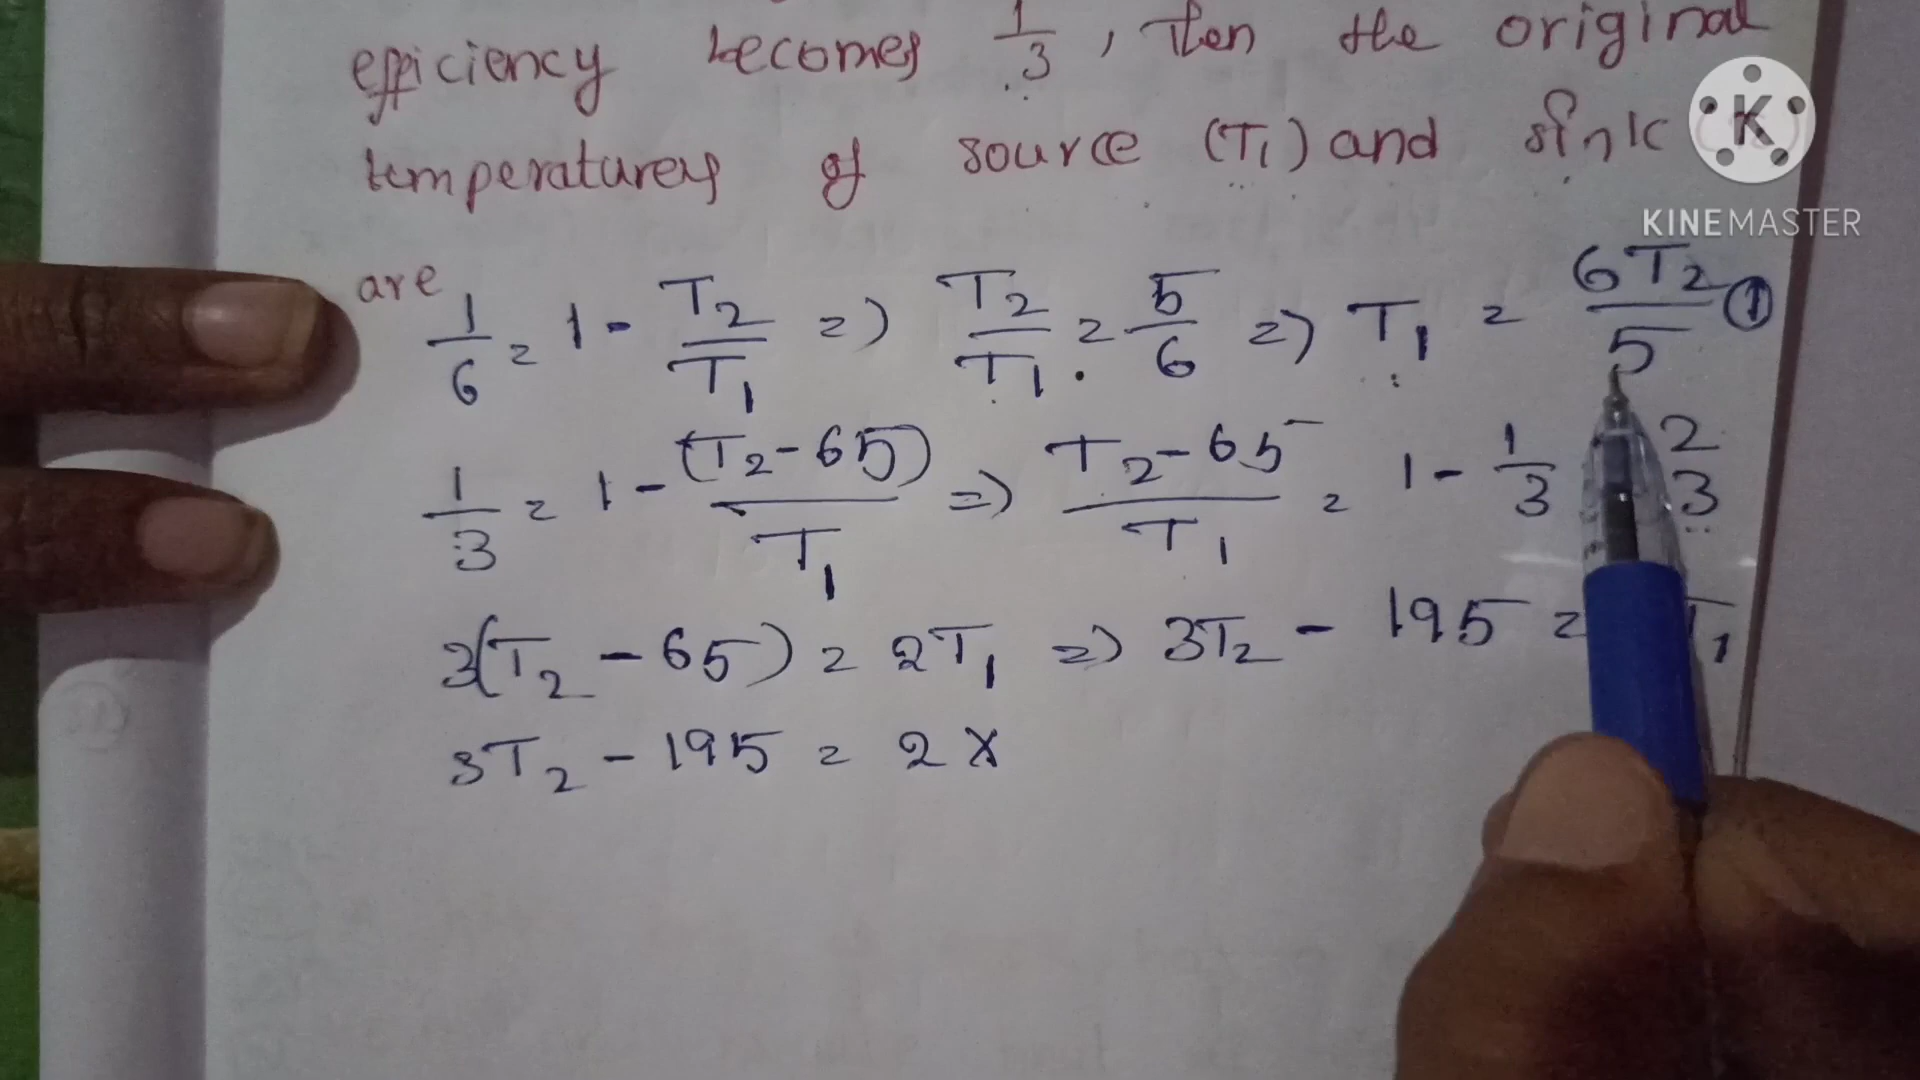 efficiency becomes 1/3, Then the original
temperatures of source (T₁) and sink
are
1/6 = 1 - T₂/T₁ => T₂/T₁ = 5/6 => T₁ = 6T₂/5 ①
1/3 = 1 - (T₂-65)/T₁ => T₂-65/T₁ = 1 - 1/3 2/3
3(T₂ - 65) = 2T₁ => 3T₂ - 195 = T₁
3T₂ - 195 = 2 x
K
KINEMASTER